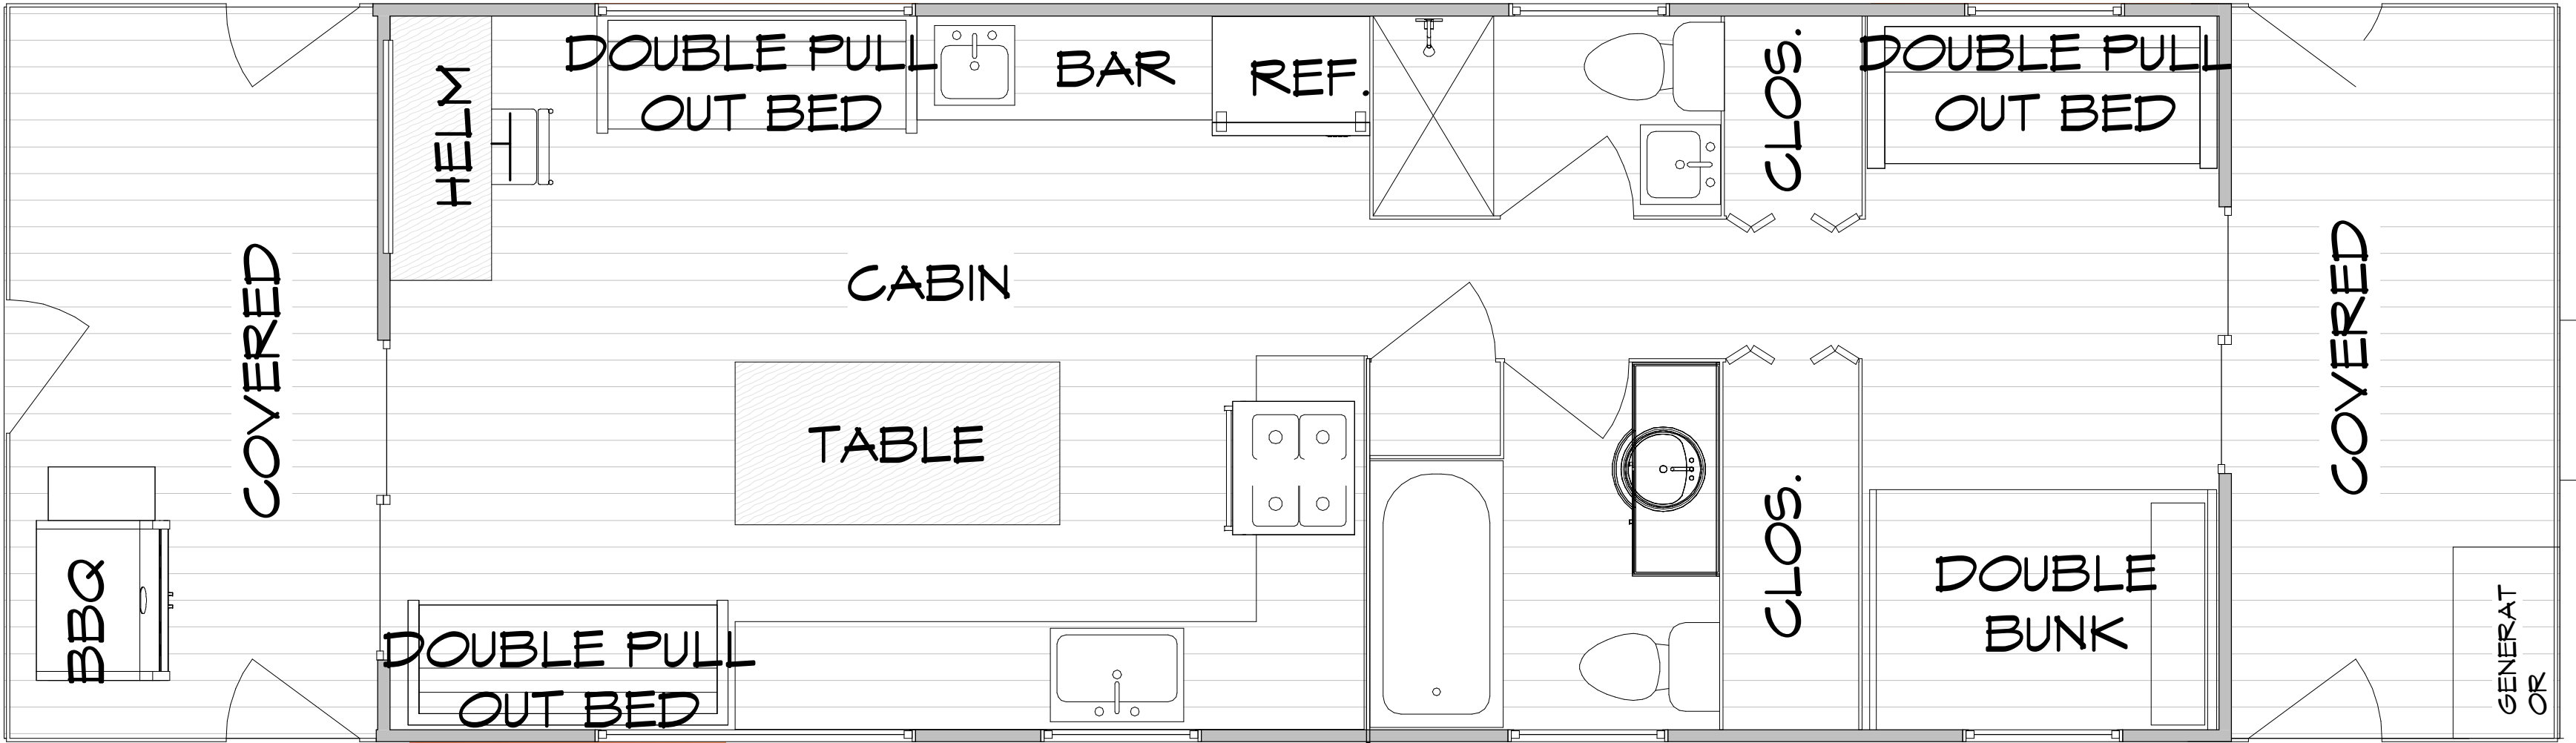 HELM
DOUBLE PULL
OUT BED
BAR
REF.
CLOS.
DOUBLE PULL
OUT BED
COVERED
CABIN
COVERED
TABLE
BBQ
DOUBLE PULL
OUT BED
CLOS.
DOUBLE
BUNK
GENERAT
OR